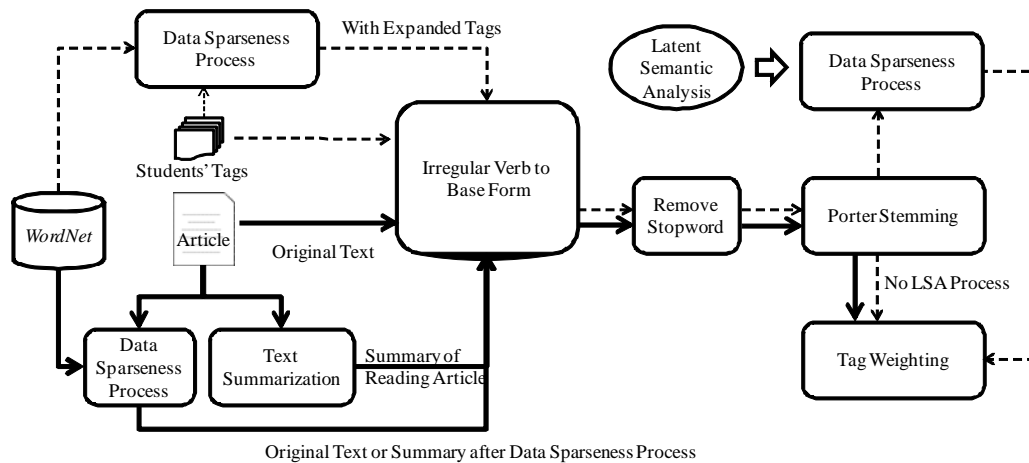 Data Sparseness
Process
With Expanded Tags
Latent
Semantic
Analysis
Data Sparseness
Process
Students' Tags
Irregular Verb to
Base Form
WordNet
Article
Original Text
Remove
Stopword
Porter Stemming
No LSA Process
Data
Sparseness
Process
Text
Summarization
Summary of
Reading Article
Tag Weighting
Original Text or Summary after Data Sparseness Process